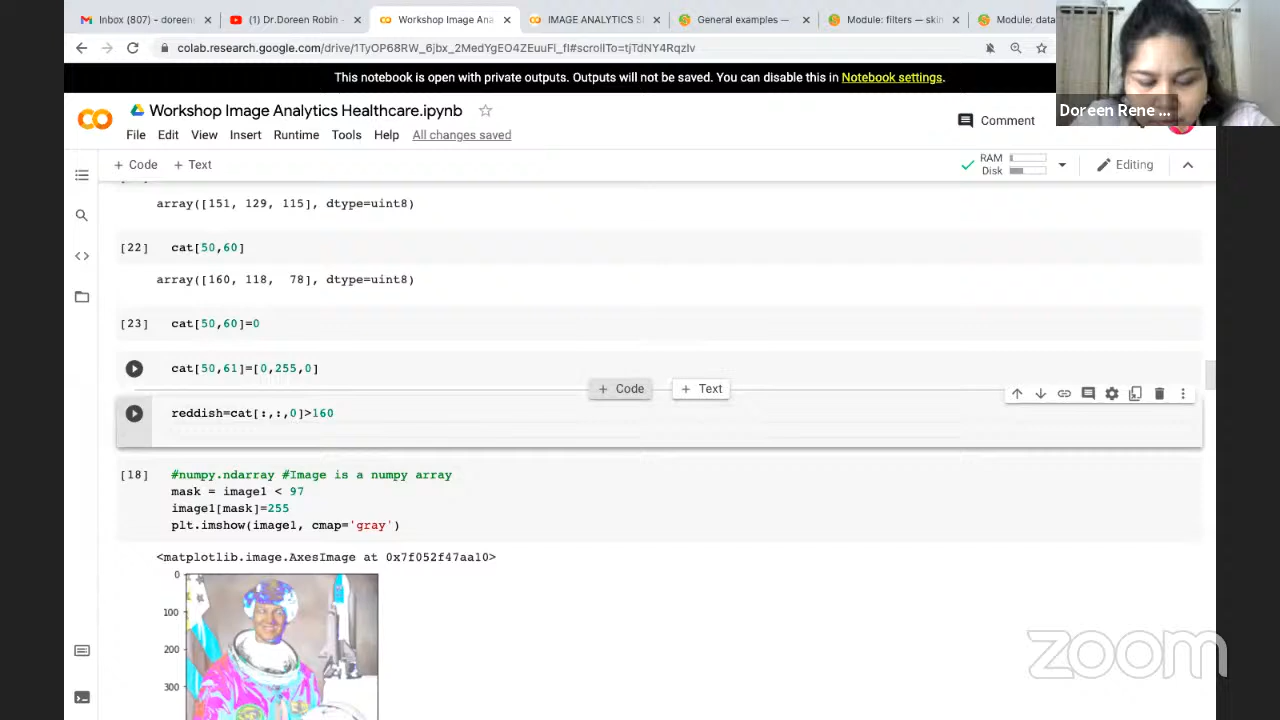 Inbox (807) - doreen
(1) Dr.Doreen Robin -
Workshop Image Ana
IMAGE ANALYTICS S
General examples —
Module: filters — skin
Module: data
colab.research.google.com/drive/1TyOP68RW_6jbx_2MedYgEO4ZEuuFl_fI#scrollTo=tjTdNY4Rqzlv
This notebook is open with private outputs. Outputs will not be saved. You can disable this in Notebook settings.
Doreen Rene ...
Workshop Image Analytics Healthcare.ipynb
Comment
File Edit View Insert Runtime Tools Help All changes saved
+ Code + Text
RAM
Disk
Editing
array([151, 129, 115], dtype=uint8)
[22] cat[50,60]
array([160, 118,  78], dtype=uint8)
[23] cat[50,60]=0
cat[50,61]=[0,255,0]
+ Code + Text
reddish=cat[:,:,0]>160
[18] #numpy.ndarray #Image is a numpy array
mask = image1 < 97
image1[mask]=255
plt.imshow(image1, cmap='gray')
<matplotlib.image.AxesImage at 0x7f052f47aa10>
0
100
200
300
zoom